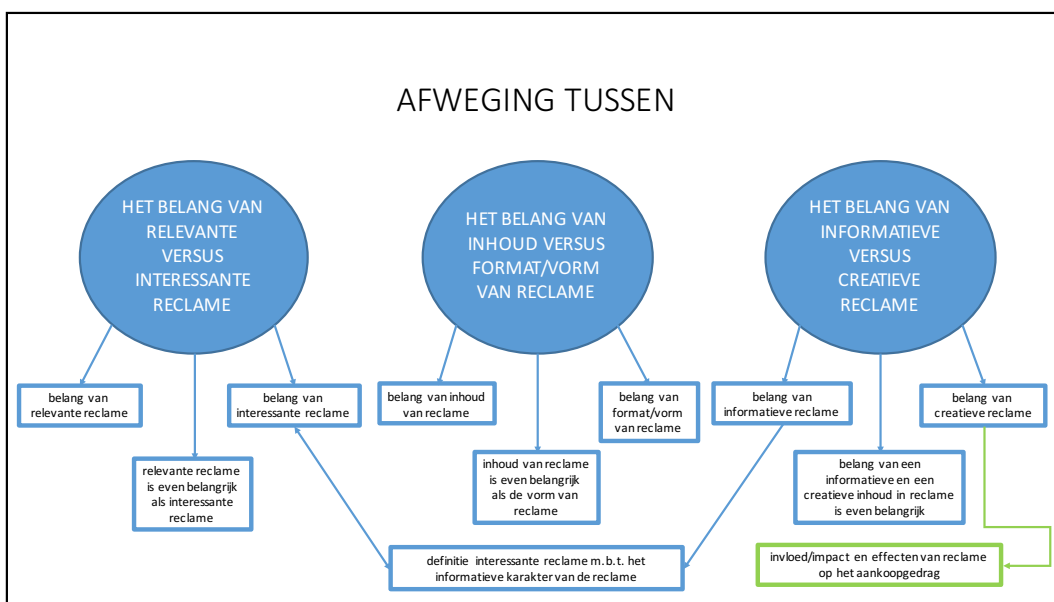 AFWEGING TUSSEN
HET BELANG VAN
RELEVANTE
VERSUS
INTERESSANTE
RECLAME
HET BELANG VAN
INHOUD VERSUS
FORMAT/VORM
VAN RECLAME
HET BELANG VAN
INFORMATIEVE
VERSUS
CREATIEVE
RECLAME
belang van
relevante reclame
belang van
interessante reclame
belang van inhoud
van reclame
belang van
format/vorm
van reclame
belang van
informatieve reclame
belang van
creatieve reclame
relevante reclame
is even belangrijk
als interessante
reclame
inhoud van reclame
is even belangrijk
als de vorm van
reclame
belang van een
informatieve en een
creatieve inhoud in reclame
is even belangrijk
definitie interessante reclame m.b.t. het
informatieve karakter van de reclame
invloed/impact en effecten van reclame
op het aankoopgedrag